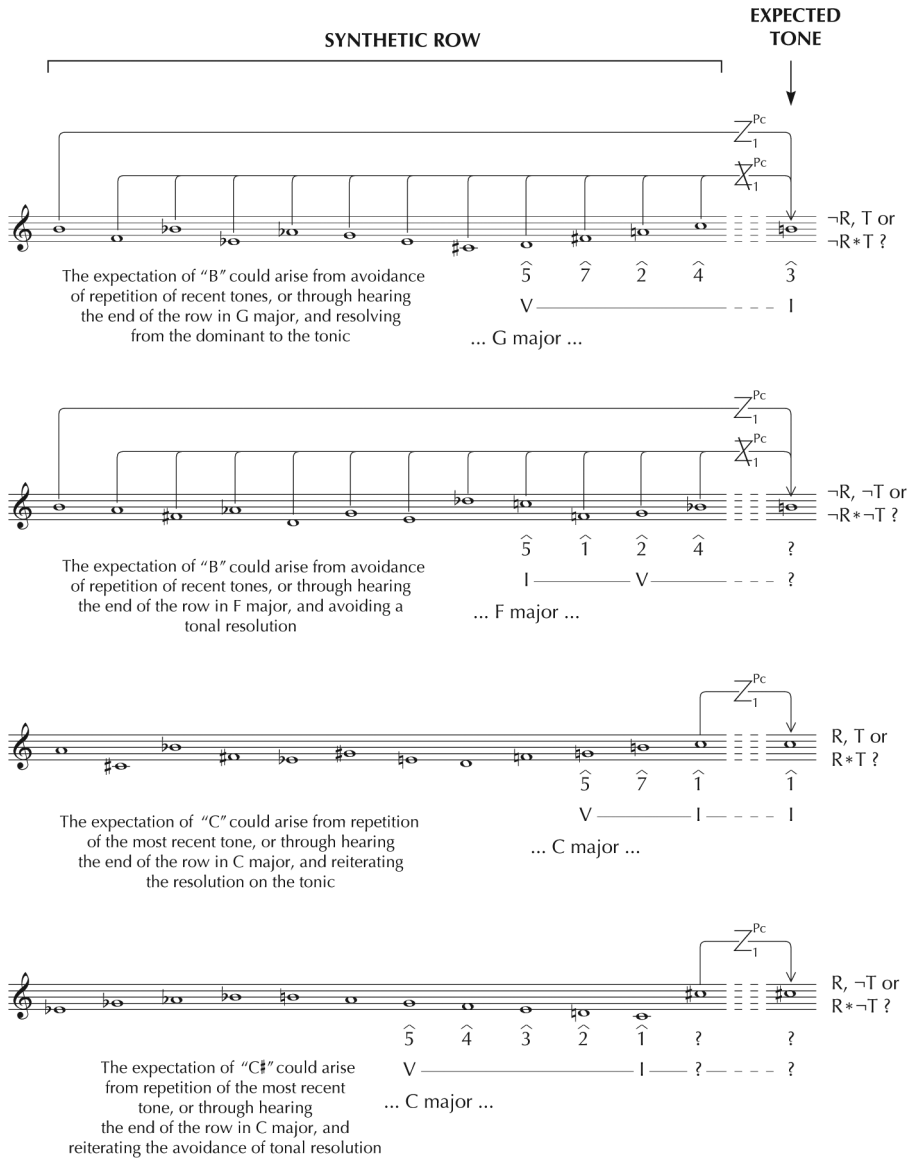 SYNTHETIC ROW
EXPECTED
TONE
Pc
1
Pc
1
¬R, T or
¬R*T ?
The expectation of “B” could arise from avoidance
of repetition of recent tones, or through hearing
the end of the row in G major, and resolving
from the dominant to the tonic
5̂ 7̂ 2̂ 4̂ 3̂
V I
... G major ...
Pc
1
Pc
1
¬R, ¬T or
¬R*¬T ?
The expectation of “B” could arise from avoidance
of repetition of recent tones, or through hearing
the end of the row in F major, and avoiding a
tonal resolution
5̂ 1̂ 2̂ 4̂ ?
I V ?
... F major ...
Pc
1
R, T or
R*T ?
The expectation of “C” could arise from repetition
of the most recent tone, or through hearing
the end of the row in C major, and reiterating
the resolution on the tonic
5̂ 7̂ 1̂ 1̂
V I I
... C major ...
Pc
1
R, ¬T or
R*¬T ?
The expectation of “C♯” could arise
from repetition of the most recent
tone, or through hearing
the end of the row in C major, and
reiterating the avoidance of tonal resolution
5̂ 4̂ 3̂ 2̂ 1̂ ? ?
V I ? ?
... C major ...